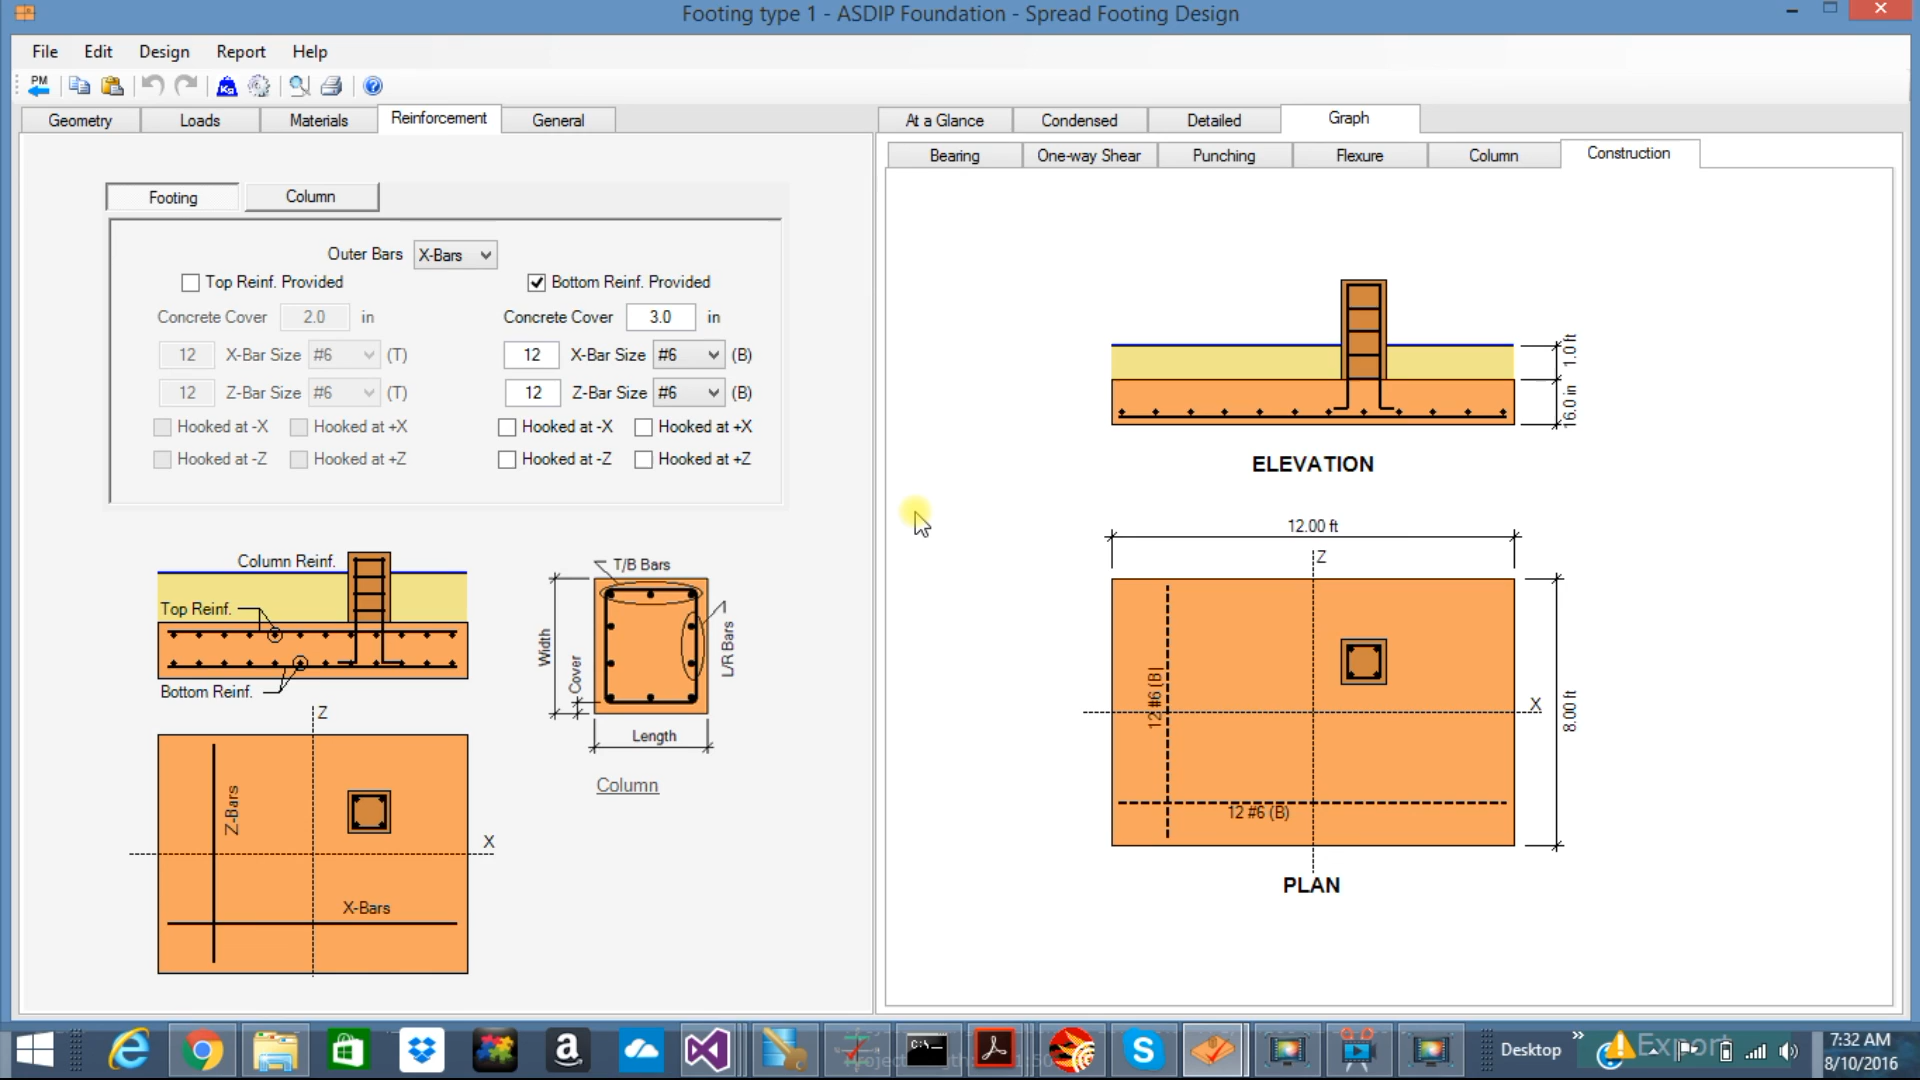 Footing type 1 - ASDIP Foundation - Spread Footing Design
File Edit Design Report Help
PM
Geometry Loads Materials Reinforcement General
At a Glance Condensed Detailed Graph
Bearing One-way Shear Punching Flexure Column Construction
Footing Column
Outer Bars X-Bars
Top Reinf. Provided
Bottom Reinf. Provided
Concrete Cover 2.0 in
Concrete Cover 3.0 in
12 X-Bar Size #6 (T)
12 X-Bar Size #6 (B)
12 Z-Bar Size #6 (T)
12 Z-Bar Size #6 (B)
Hooked at -X Hooked at +X
Hooked at -X Hooked at +X
Hooked at -Z Hooked at +Z
Hooked at -Z Hooked at +Z
Column Reinf.
Top Reinf.
Bottom Reinf.
T/B Bars
L/R Bars
Width
Cover
Length
Column
Z
Z-Bars
X
X-Bars
1.0 ft
16.0 in
ELEVATION
12.00 ft
Z
12 #6 (B)
X
8.00 ft
12 #6 (B)
PLAN
Desktop
Export
7:32 AM
8/10/2016